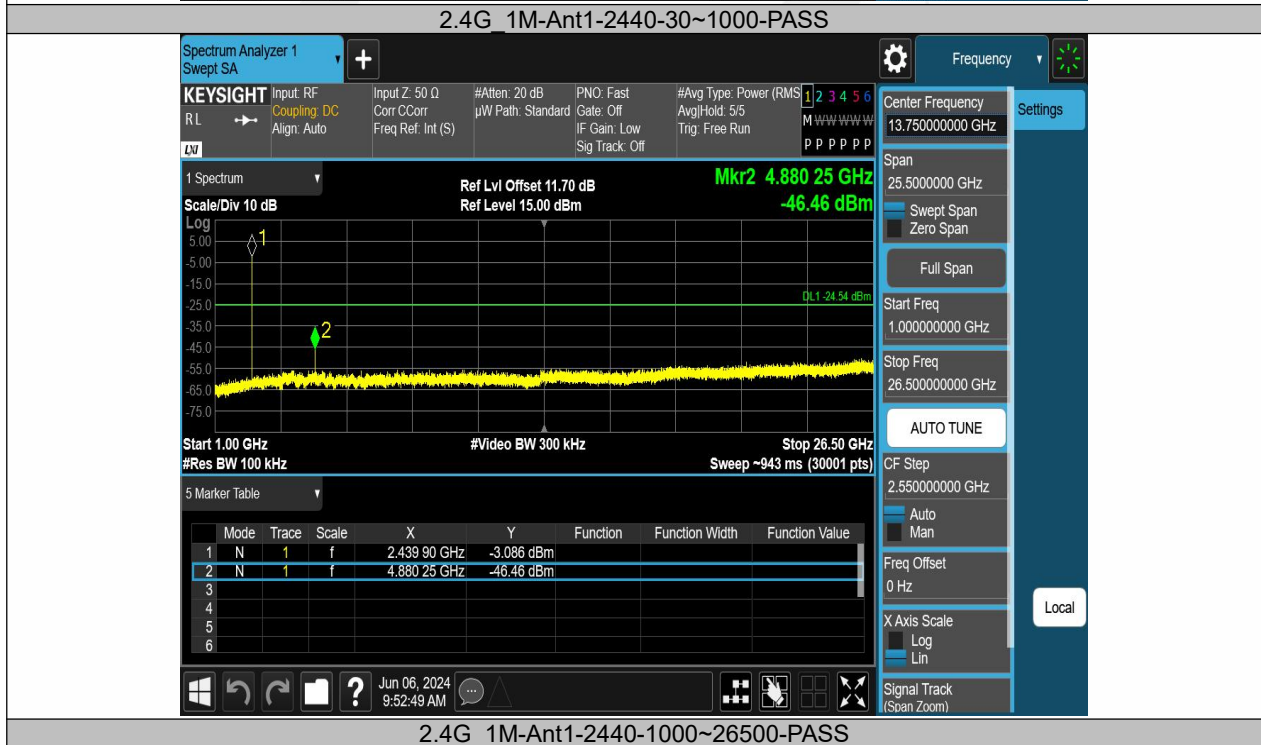 2.4G_1M-Ant1-2440-30~1000-PASS
Spectrum Analyzer 1
Swept SA
+
Frequency
KEYSIGHT
RL
LXI
Input: RF
Coupling: DC
Align: Auto
Input Z: 50 Ω
Corr CCorr
Freq Ref: Int (S)
#Atten: 20 dB
µW Path: Standard
PNO: Fast
Gate: Off
IF Gain: Low
Sig Track: Off
#Avg Type: Power (RMS
Avg|Hold: 5/5
Trig: Free Run
1 2 3 4 5 6
M W W W W W
P P P P P P
1 Spectrum
Scale/Div 10 dB
Ref Lvl Offset 11.70 dB
Ref Level 15.00 dBm
Mkr2 4.880 25 GHz
-46.46 dBm
Log
5.00
-5.00
-15.0
-25.0
-35.0
-45.0
-55.0
-65.0
-75.0
1
2
DL1 -24.54 dBm
Start 1.00 GHz
#Video BW 300 kHz
Stop 26.50 GHz
#Res BW 100 kHz
Sweep ~943 ms (30001 pts)
5 Marker Table
Mode Trace Scale X Y Function Function Width Function Value
1 N 1 f 2.439 90 GHz -3.086 dBm
2 N 1 f 4.880 25 GHz -46.46 dBm
3
4
5
6
?
Jun 06, 2024
9:52:49 AM
Center Frequency
13.750000000 GHz
Settings
Span
25.5000000 GHz
Swept Span
Zero Span
Full Span
Start Freq
1.000000000 GHz
Stop Freq
26.500000000 GHz
AUTO TUNE
CF Step
2.550000000 GHz
Auto
Man
Freq Offset
0 Hz
Local
X Axis Scale
Log
Lin
Signal Track
(Span Zoom)
2.4G_1M-Ant1-2440-1000~26500-PASS